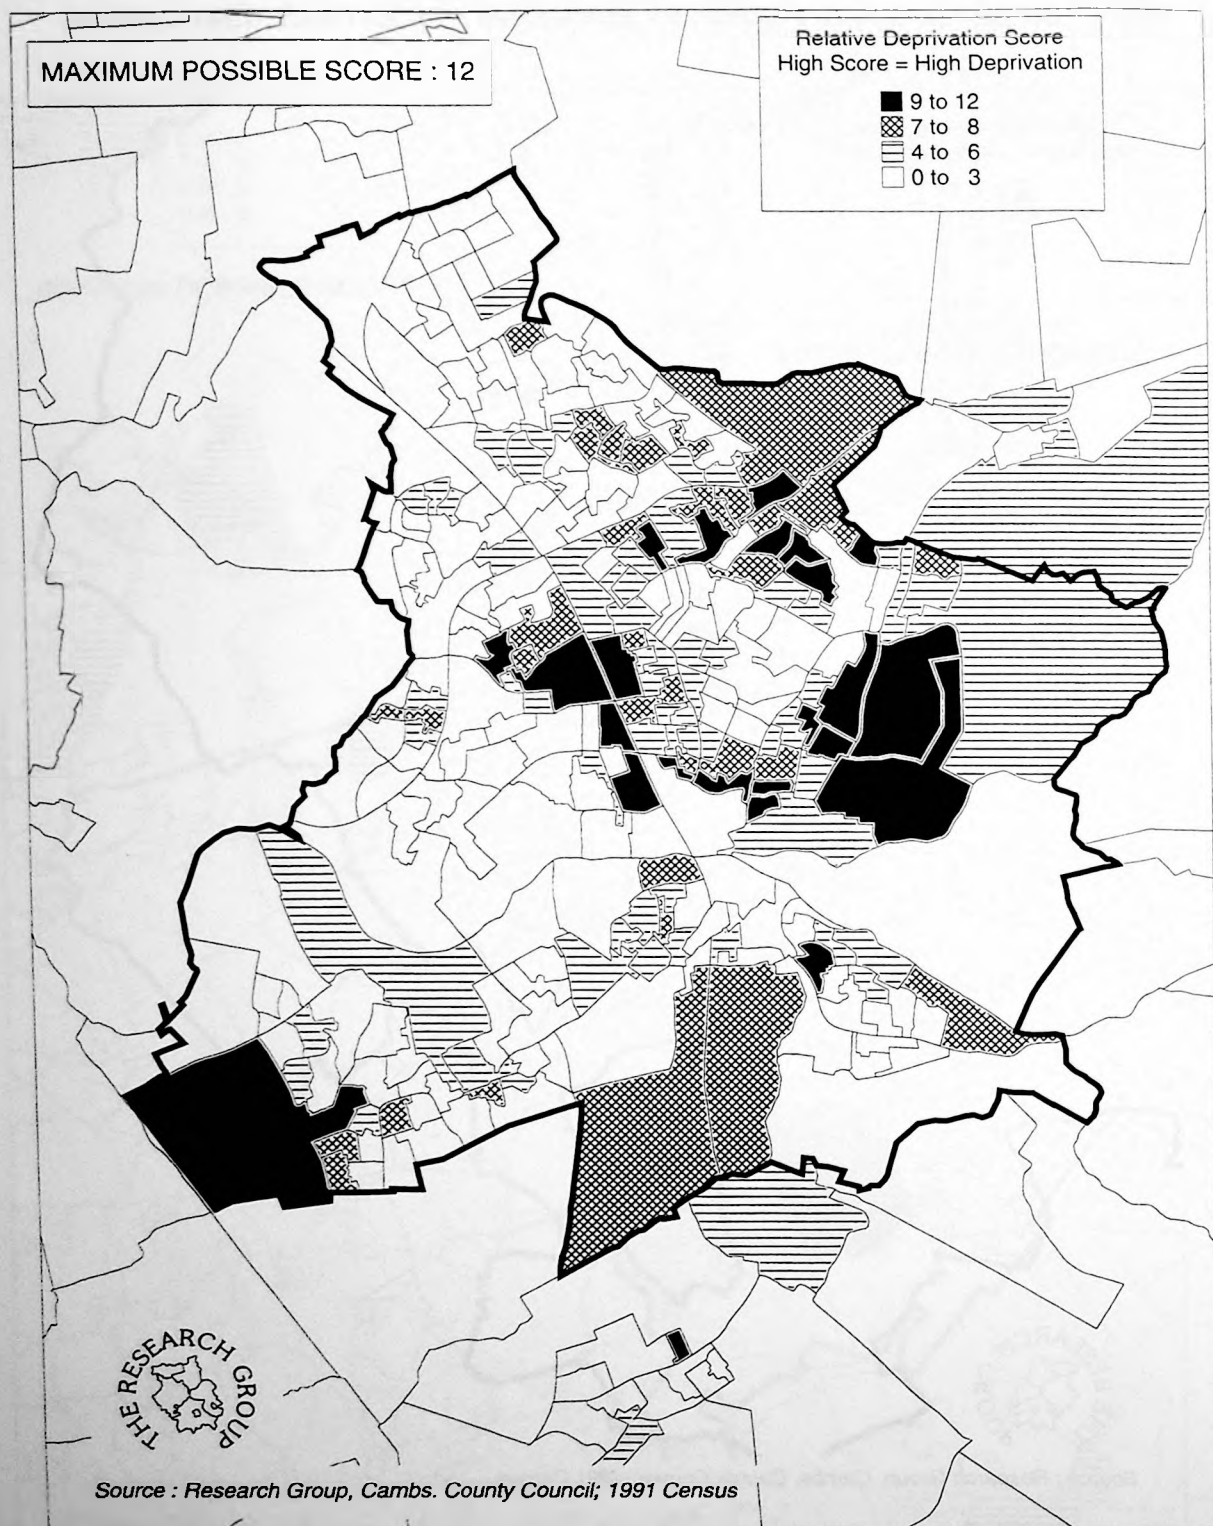 MAXIMUM POSSIBLE SCORE : 12
Relative Deprivation Score
High Score = High Deprivation
9 to 12
7 to 8
4 to 6
0 to 3
THE RESEARCH GROUP
Source : Research Group, Cambs. County Council; 1991 Census